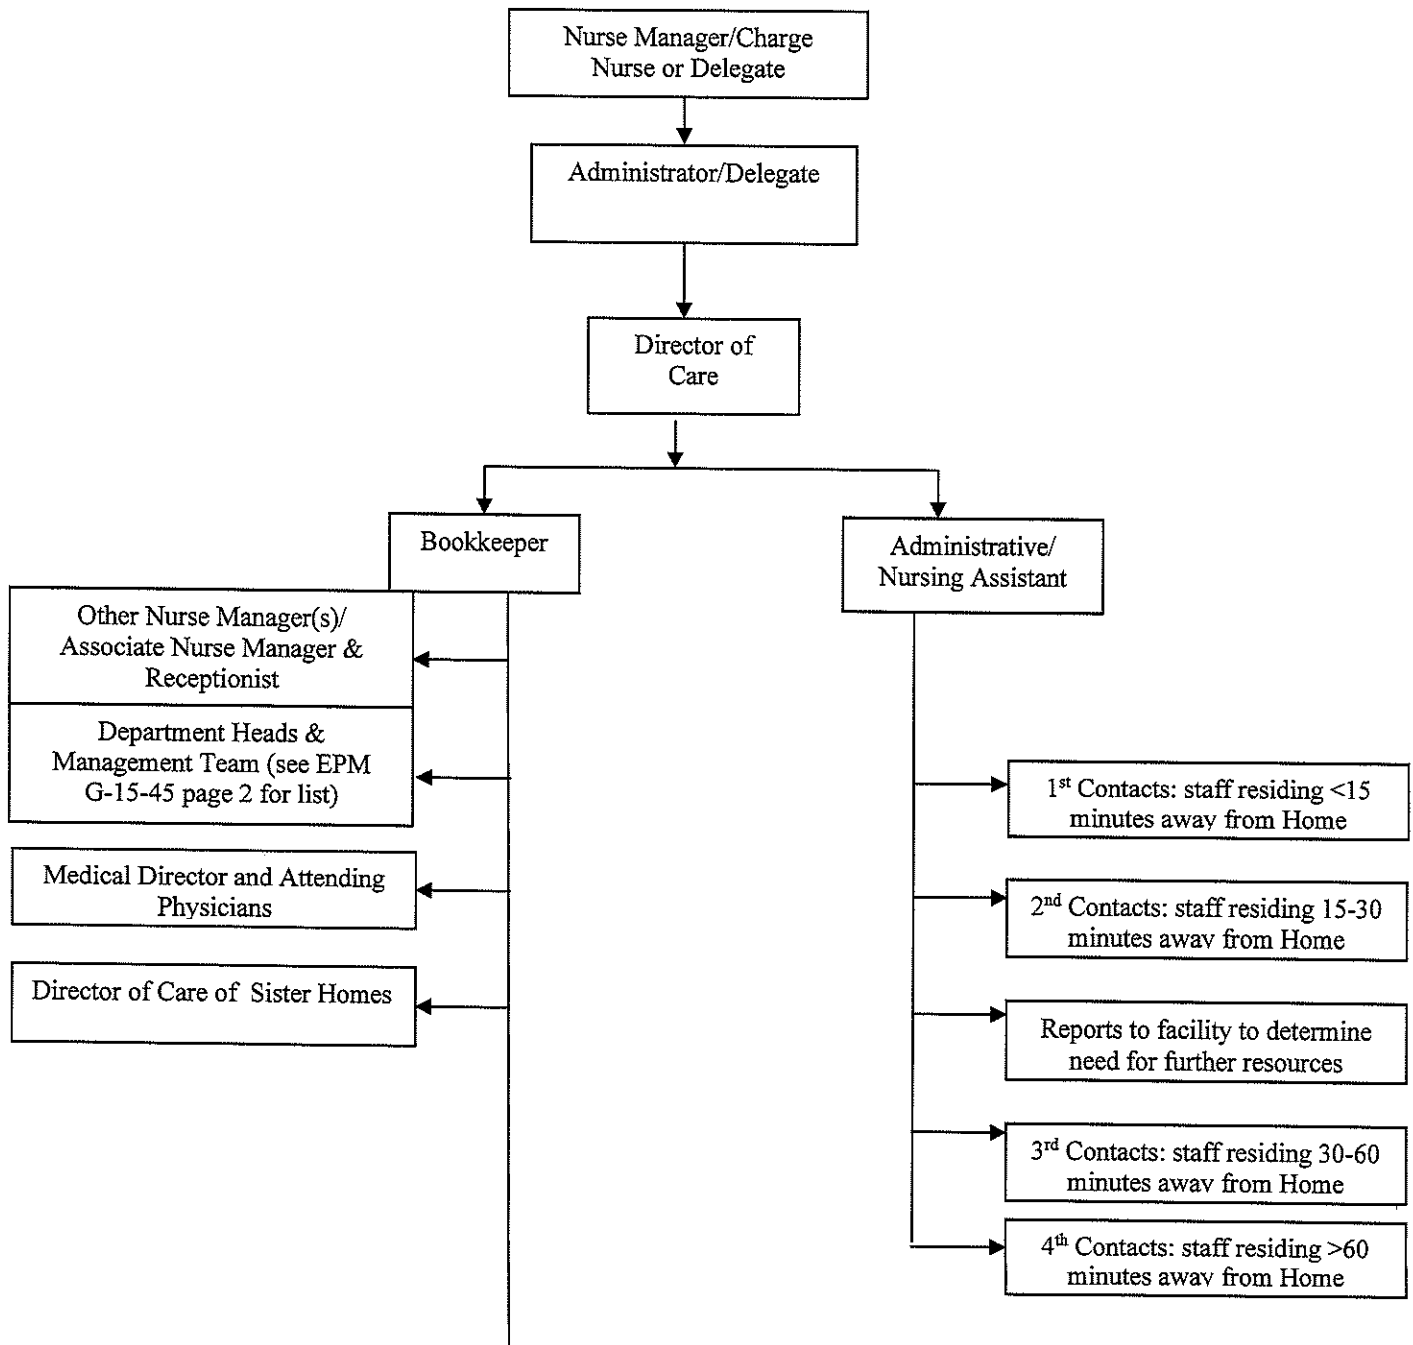 Nurse Manager/Charge
Nurse or Delegate
Administrator/Delegate
Director of
Care
Bookkeeper
Administrative/
Nursing Assistant
Other Nurse Manager(s)/
Associate Nurse Manager &
Receptionist
Department Heads &
Management Team (see EPM
G-15-45 page 2 for list)
Medical Director and Attending
Physicians
Director of Care of Sister Homes
1st Contacts: staff residing <15
minutes away from Home
2nd Contacts: staff residing 15-30
minutes away from Home
Reports to facility to determine
need for further resources
3rd Contacts: staff residing 30-60
minutes away from Home
4th Contacts: staff residing >60
minutes away from Home